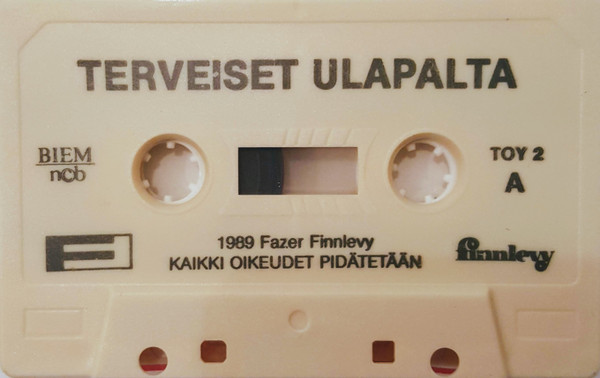 TERVEISET ULAPALTA
BIEM
ncb
TOY 2
A
1989 Fazer Finnlevy
KAIKKI OIKEUDET PIDÄTETÄÄN
finnlevy